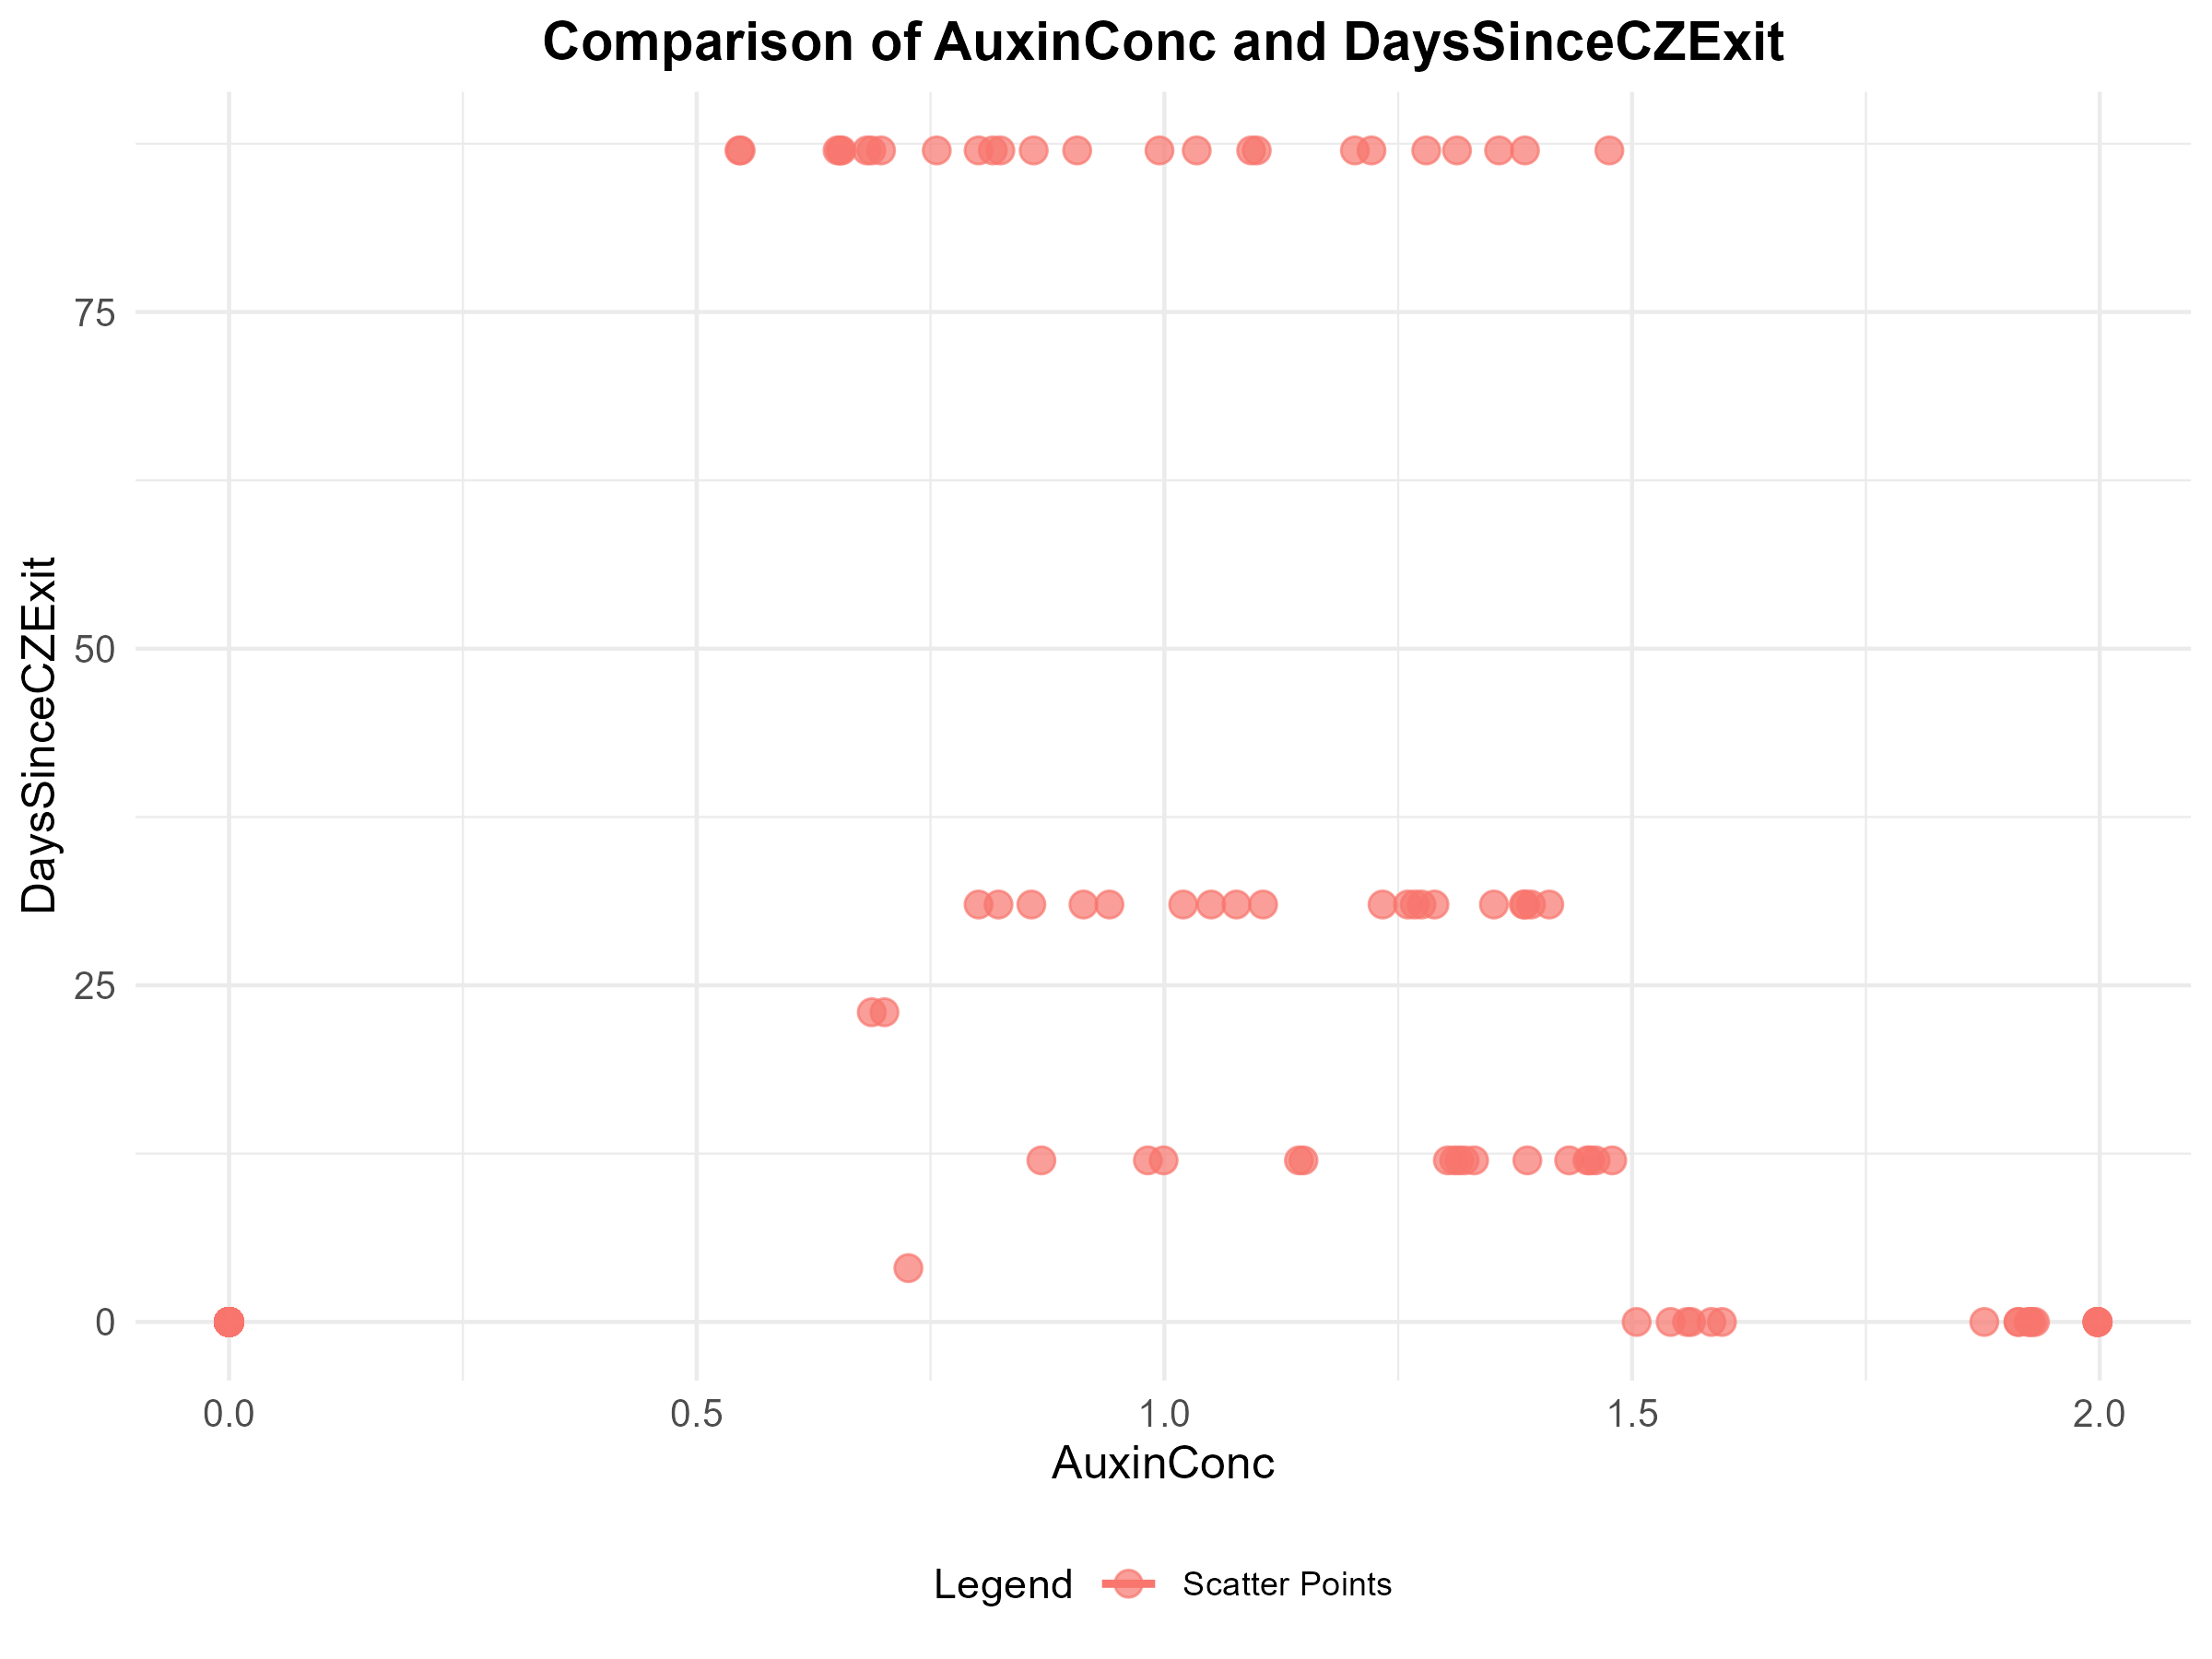 Comparison of AuxinConc and DaysSinceCZExit
DaysSinceCZExit
75
50
25
0
0.0 0.5 1.0 1.5 2.0
AuxinConc
Legend Scatter Points